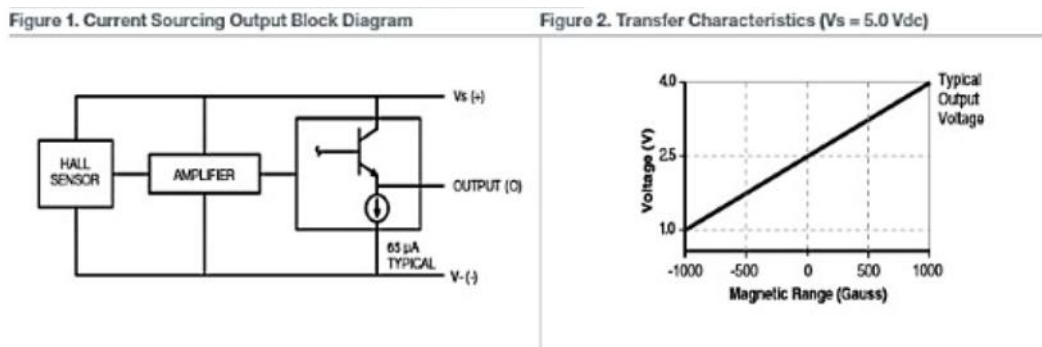 Figure 1. Current Sourcing Output Block Diagram
Figure 2. Transfer Characteristics (Vs = 5.0 Vdc)
Vs (+)
HALL
SENSOR
AMPLIFIER
OUTPUT (O)
65 µA
TYPICAL
V-(-)
4.0
2.5
1.0
Voltage (V)
Typical
Output
Voltage
-1000 -500 0 500 1000
Magnetic Range (Gauss)